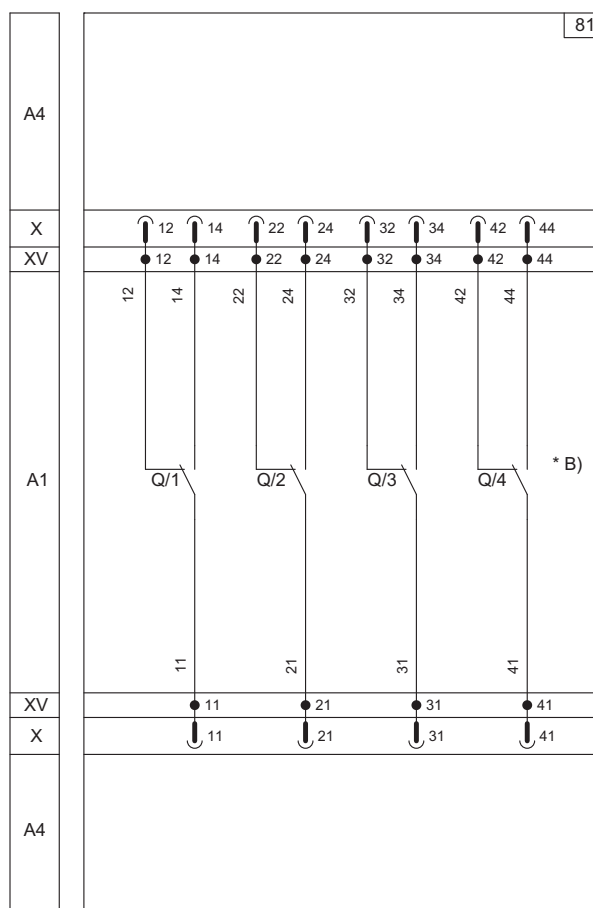 81
A4
X 12 14 22 24 32 34 42 44
XV 12 14 22 24 32 34 42 44
12 14 22 24 32 34 42 44
A1 Q/1 Q/2 Q/3 Q/4 * B)
11 21 31 41
XV 11 21 31 41
X 11 21 31 41
A4